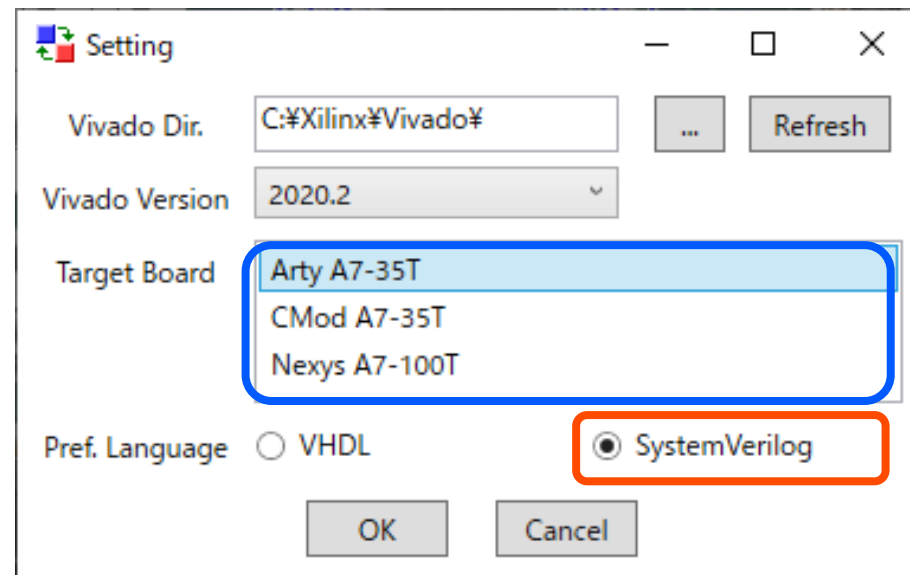 Setting
Vivado Dir. C:¥Xilinx¥Vivado¥ ... Refresh
Vivado Version 2020.2
Target Board Arty A7-35T
CMod A7-35T
Nexys A7-100T
Pref. Language VHDL SystemVerilog
OK Cancel